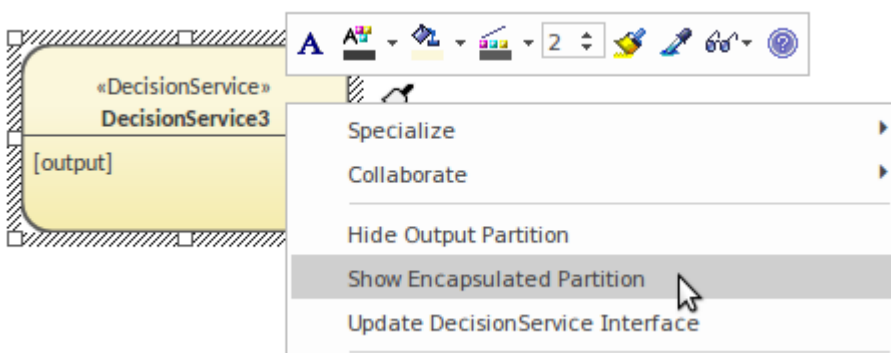 A A 2
«DecisionService»
DecisionService3
[output]
Specialize
Collaborate
Hide Output Partition
Show Encapsulated Partition
Update DecisionService Interface